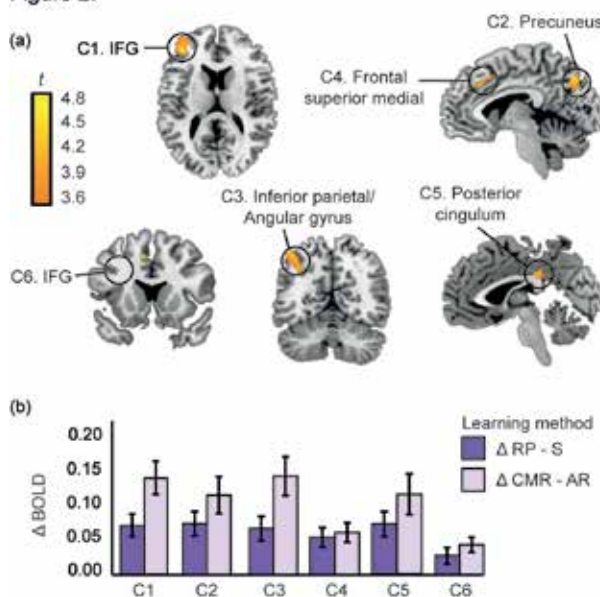 (a)
C1. IFG
C2. Precuneus
C4. Frontal
superior medial
t
4.8
4.5
4.2
3.9
3.6
C3. Inferior parietal/
Angular gyrus
C5. Posterior
cingulum
C6. IFG
(b)
Learning method
Δ RP - S
Δ CMR - AR
Δ BOLD
0.20
0.15
0.10
0.05
0.00
C1 C2 C3 C4 C5 C6